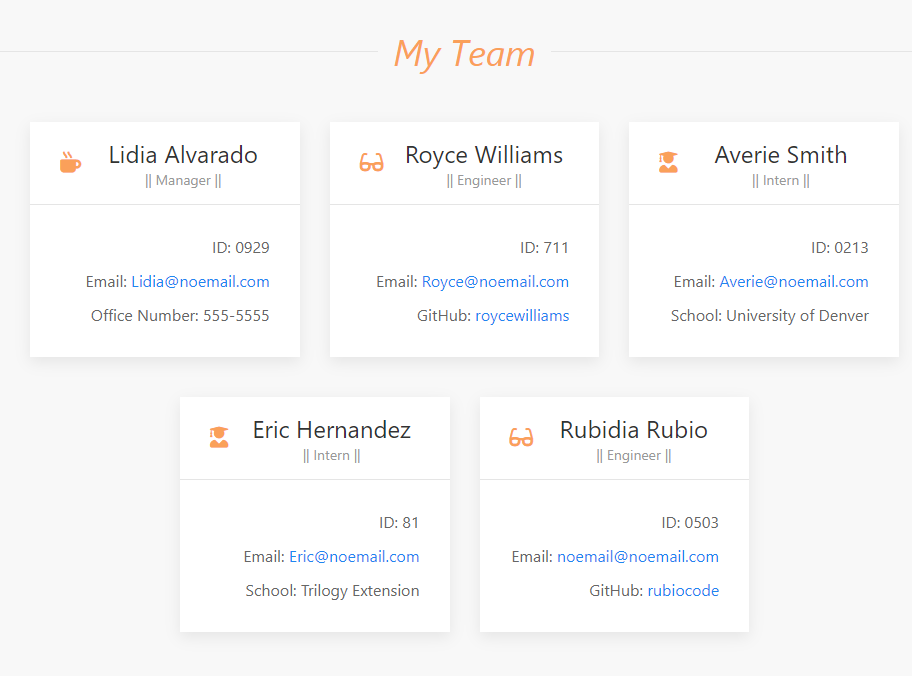 My Team
Lidia Alvarado
|| Manager ||
ID: 0929
Email: Lidia@noemail.com
Office Number: 555-5555
Royce Williams
|| Engineer ||
ID: 711
Email: Royce@noemail.com
GitHub: roycewilliams
Averie Smith
|| Intern ||
ID: 0213
Email: Averie@noemail.com
School: University of Denver
Eric Hernandez
|| Intern ||
ID: 81
Email: Eric@noemail.com
School: Trilogy Extension
Rubidia Rubio
|| Engineer ||
ID: 0503
Email: noemail@noemail.com
GitHub: rubiocode